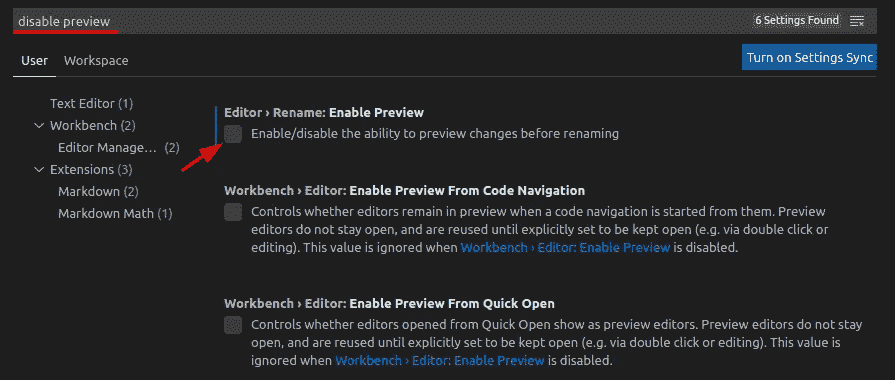 disable preview
6 Settings Found
User
Workspace
Turn on Settings Sync
Text Editor (1)
Workbench (2)
Editor Manage... (2)
Extensions (3)
Markdown (2)
Markdown Math (1)
Editor › Rename: Enable Preview
Enable/disable the ability to preview changes before renaming
Workbench › Editor: Enable Preview From Code Navigation
Controls whether editors remain in preview when a code navigation is started from them. Preview
editors do not stay open, and are reused until explicitly set to be kept open (e.g. via double click or
editing). This value is ignored when Workbench › Editor: Enable Preview is disabled.
Workbench › Editor: Enable Preview From Quick Open
Controls whether editors opened from Quick Open show as preview editors. Preview editors do not stay
open, and are reused until explicitly set to be kept open (e.g. via double click or editing). This value is
ignored when Workbench › Editor: Enable Preview is disabled.